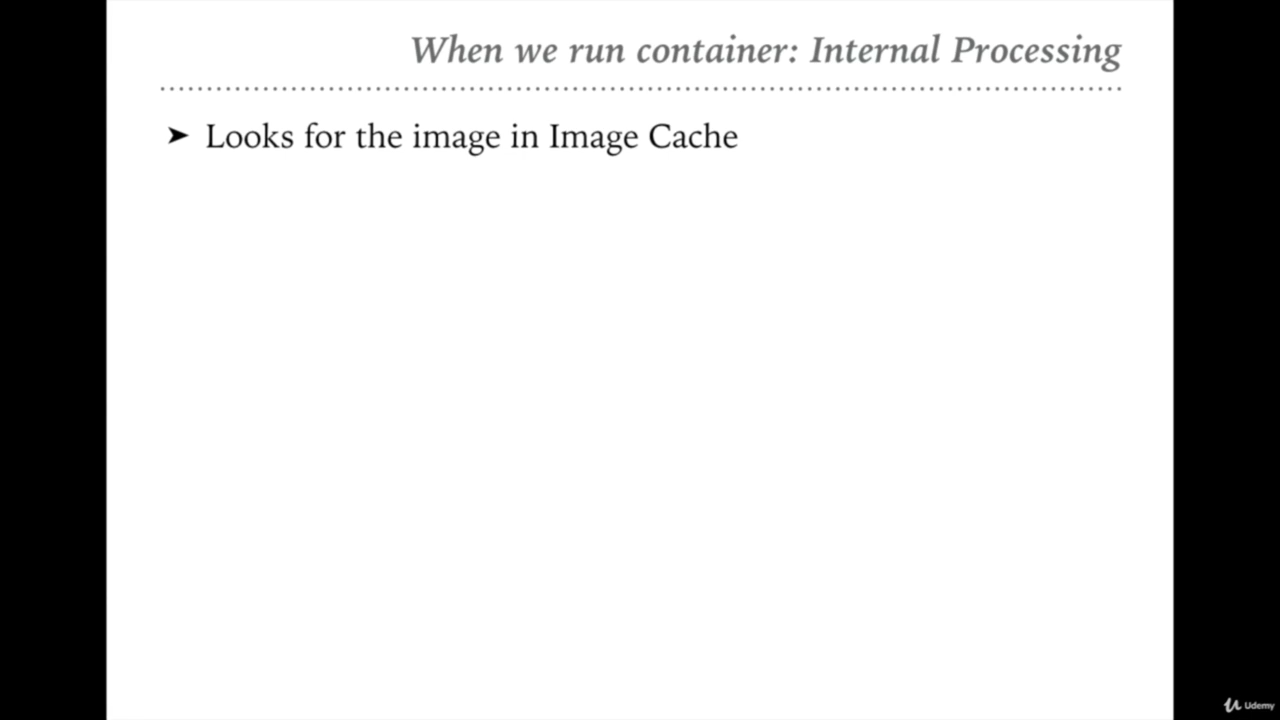 When we run container: Internal Processing
➤ Looks for the image in Image Cache
Udemy